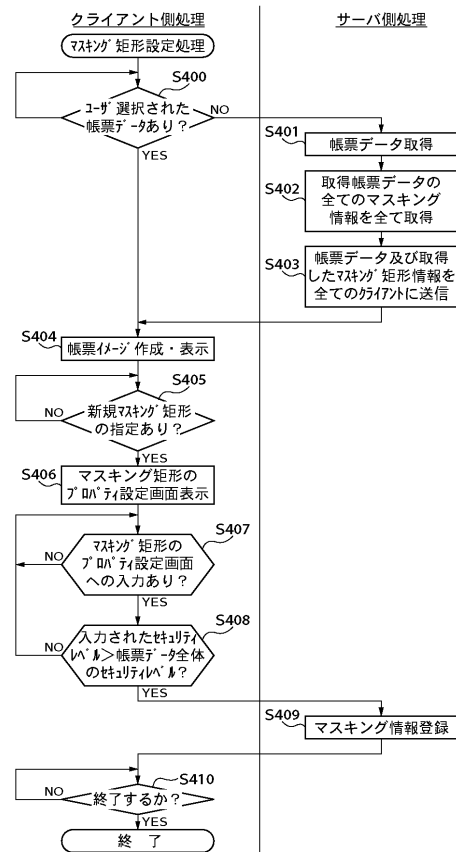 クライアント側処理
サーバ側処理
マスキング矩形設定処理
S400
ユーザ選択された
帳票データあり？
NO
YES
S401
帳票データ取得
S402
取得帳票データの
全てのマスキング
情報を全て取得
S403
帳票データ及び取得
したマスキング矩形情報を
全てのクライアントに送信
S404
帳票イメージ作成・表示
S405
新規マスキング矩形
の指定あり？
NO
YES
S406
マスキング矩形の
プロパティ設定画面表示
S407
マスキング矩形の
プロパティ設定画面
への入力あり？
NO
YES
S408
入力されたセキュリティ
レベル＞帳票データ全体
のセキュリティレベル？
NO
YES
S409
マスキング情報登録
S410
終了するか？
NO
YES
終　了